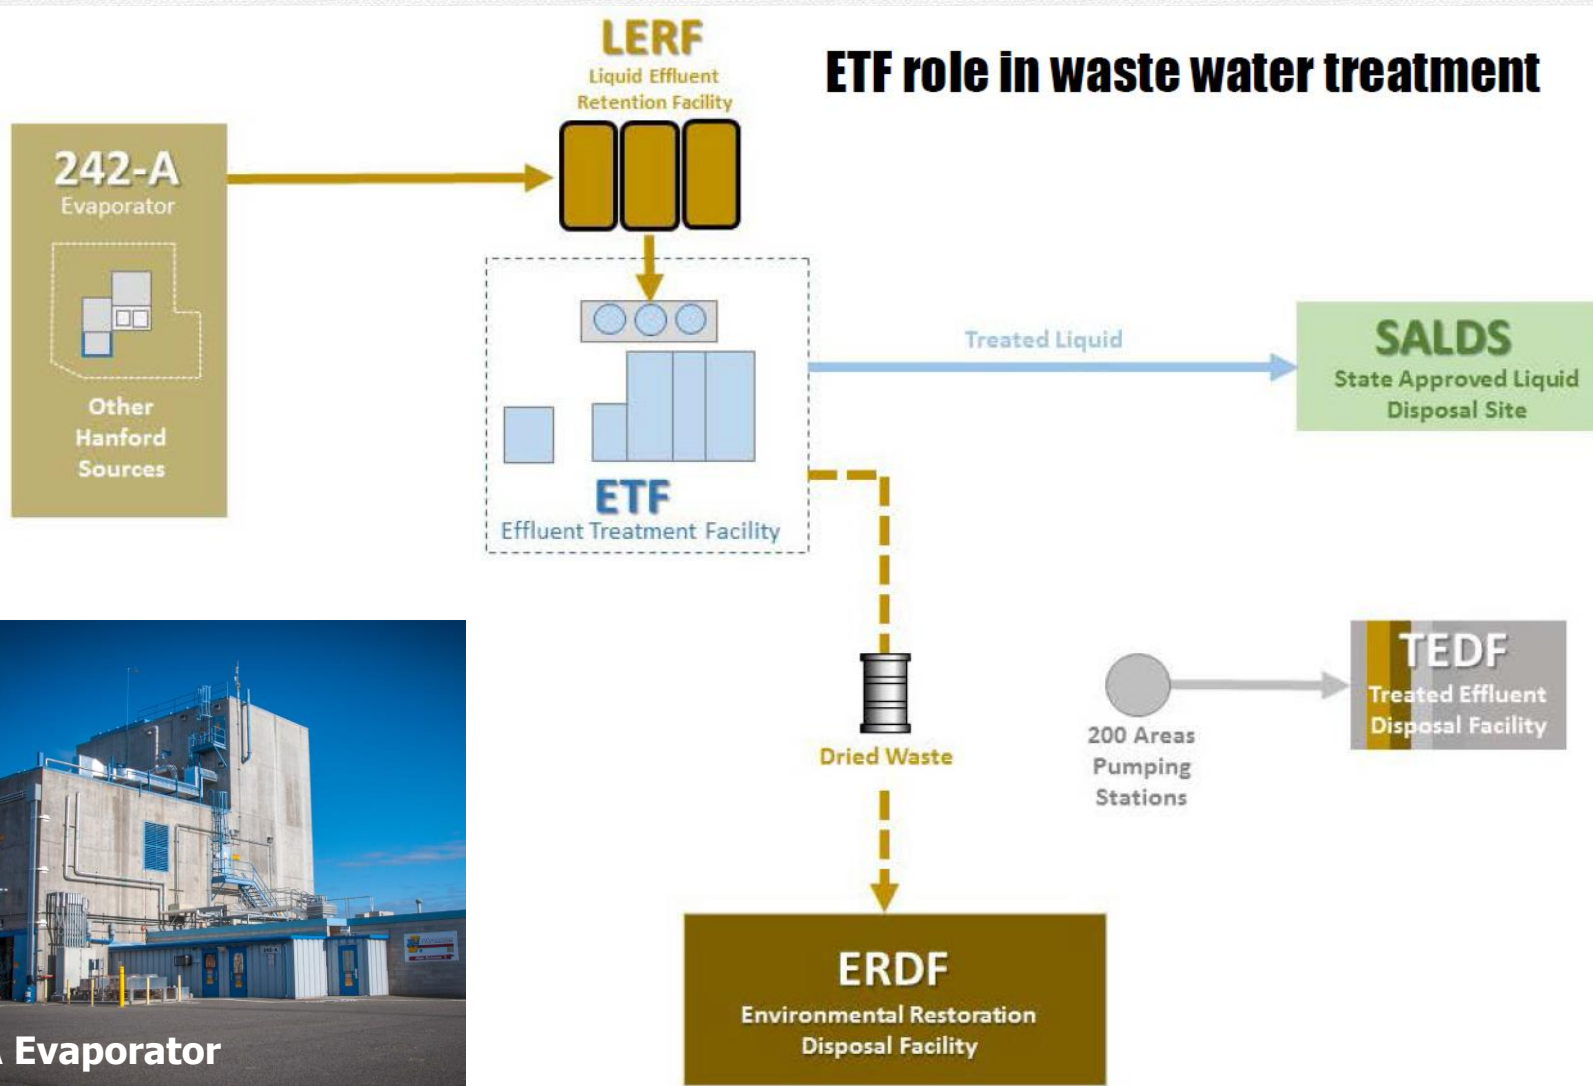 LERF
Liquid Effluent
Retention Facility
ETF role in waste water treatment
242-A
Evaporator
Other
Hanford
Sources
Treated Liquid
SALDS
State Approved Liquid
Disposal Site
ETF
Effluent Treatment Facility
Dried Waste
200 Areas
Pumping
Stations
TEDF
Treated Effluent
Disposal Facility
ERDF
Environmental Restoration
Disposal Facility
A Evaporator